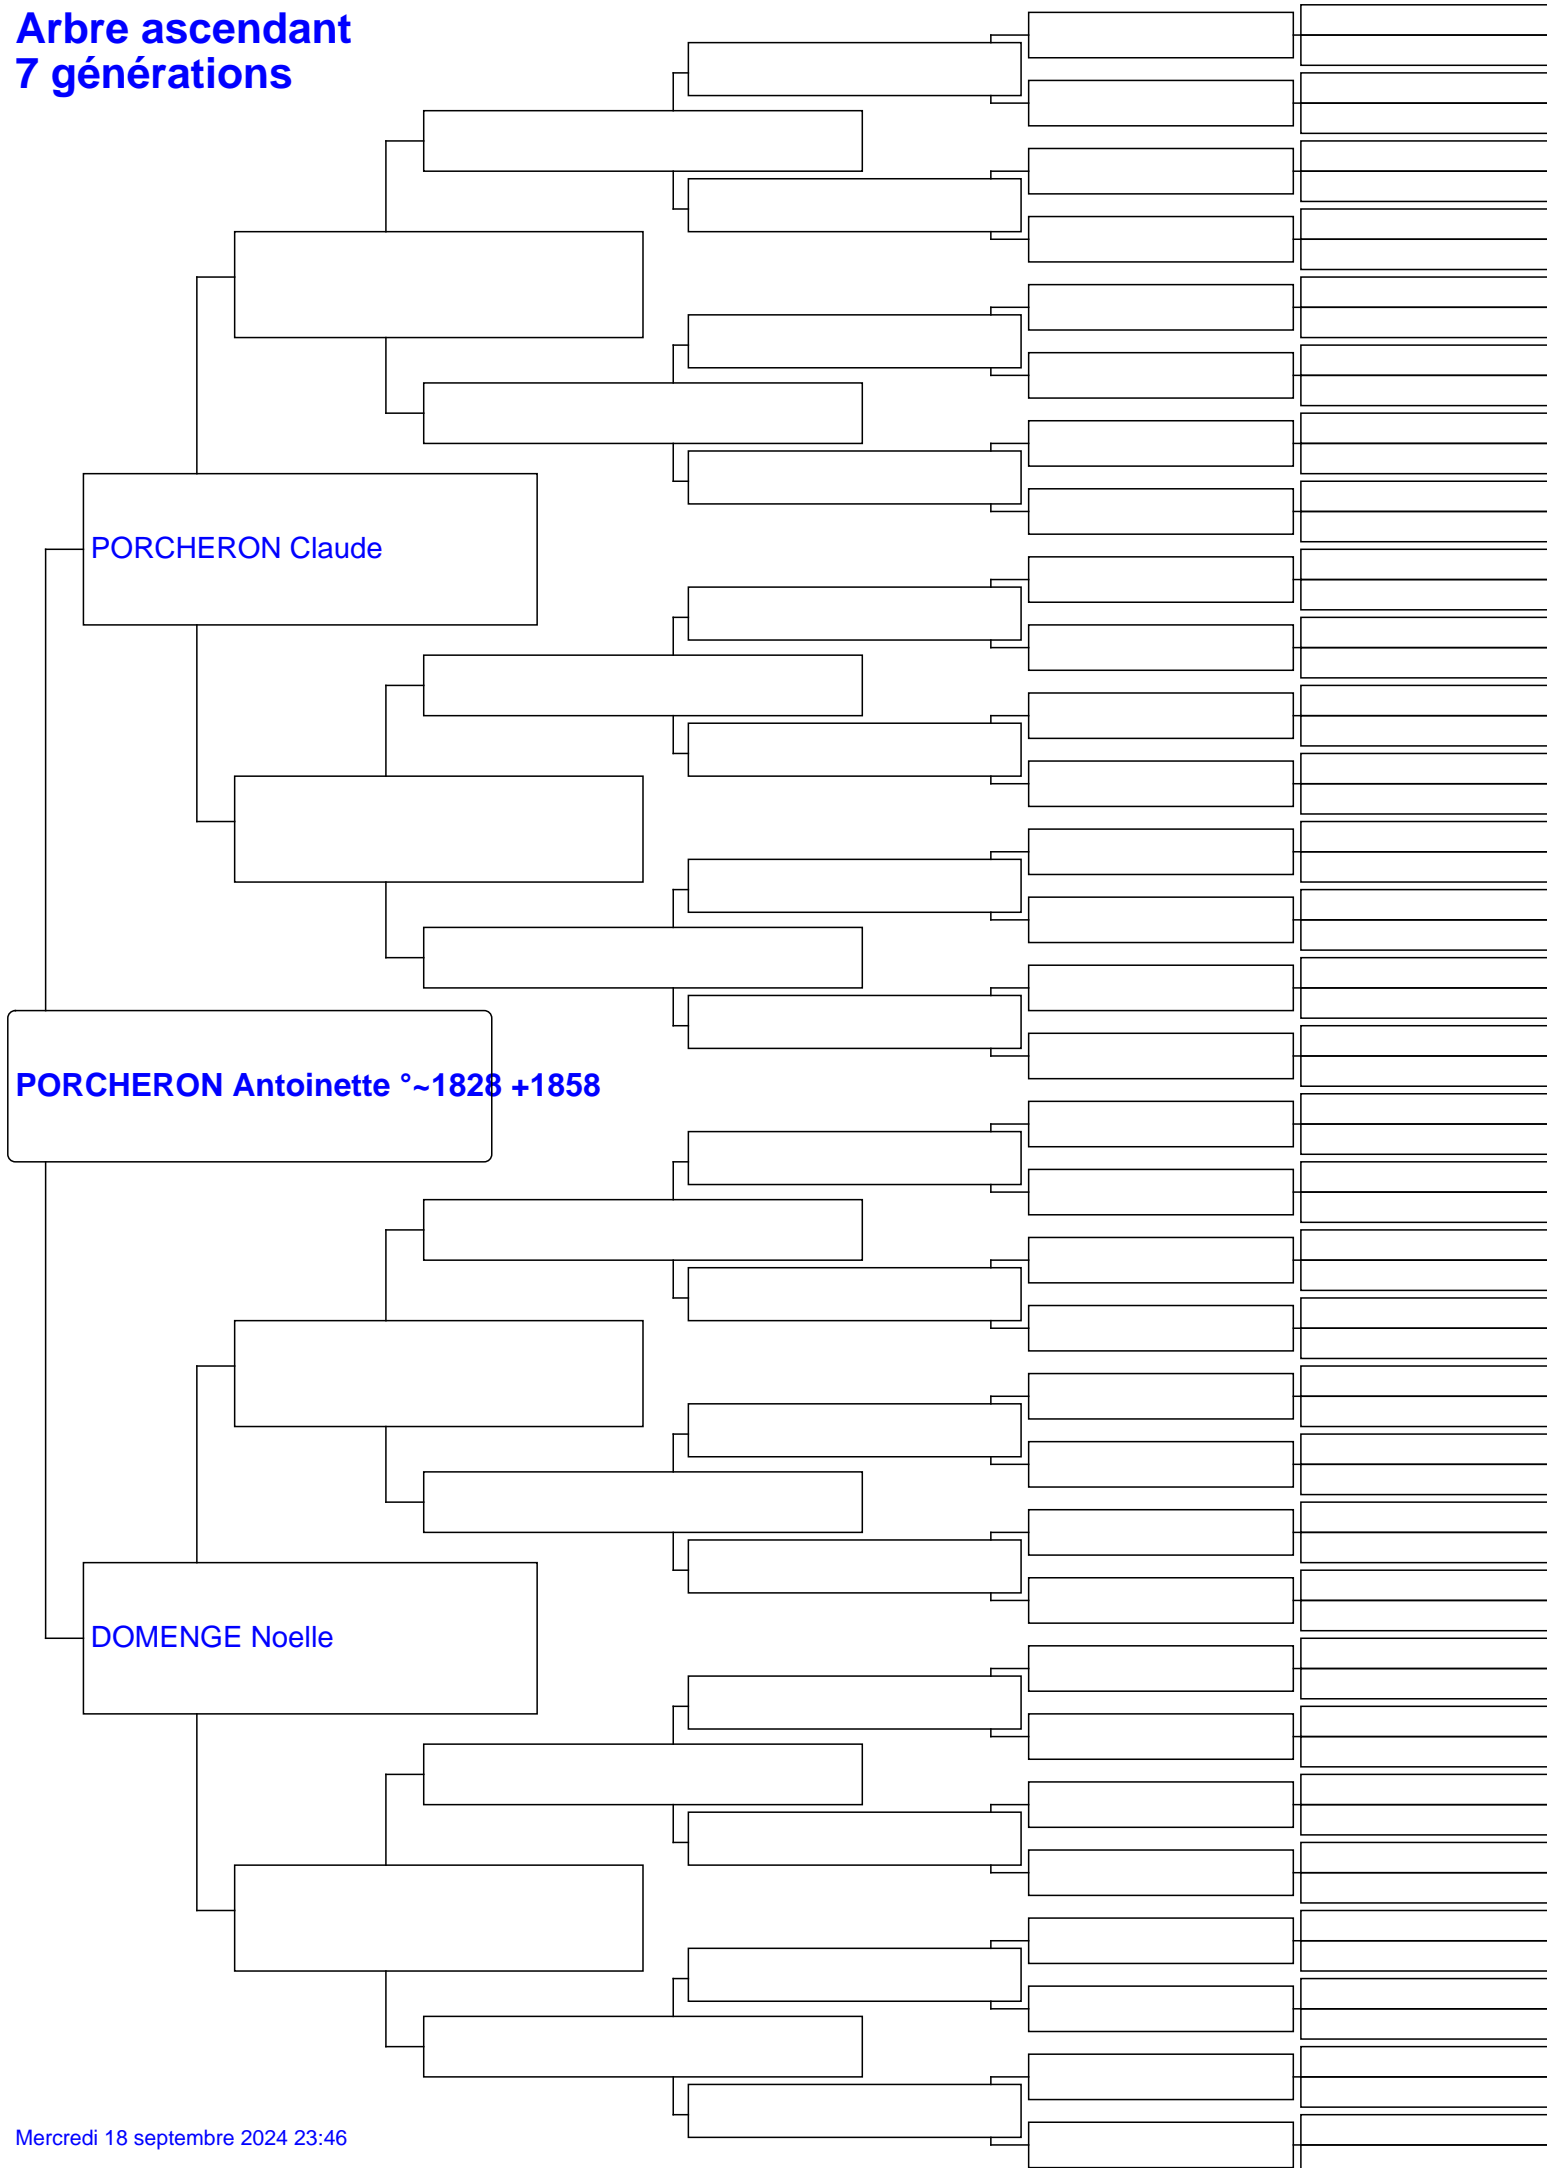 Arbre ascendant
7 générations
PORCHERON Claude
PORCHERON Antoinette °~1828 +1858
DOMENGE Noelle
Mercredi 18 septembre 2024 23:46